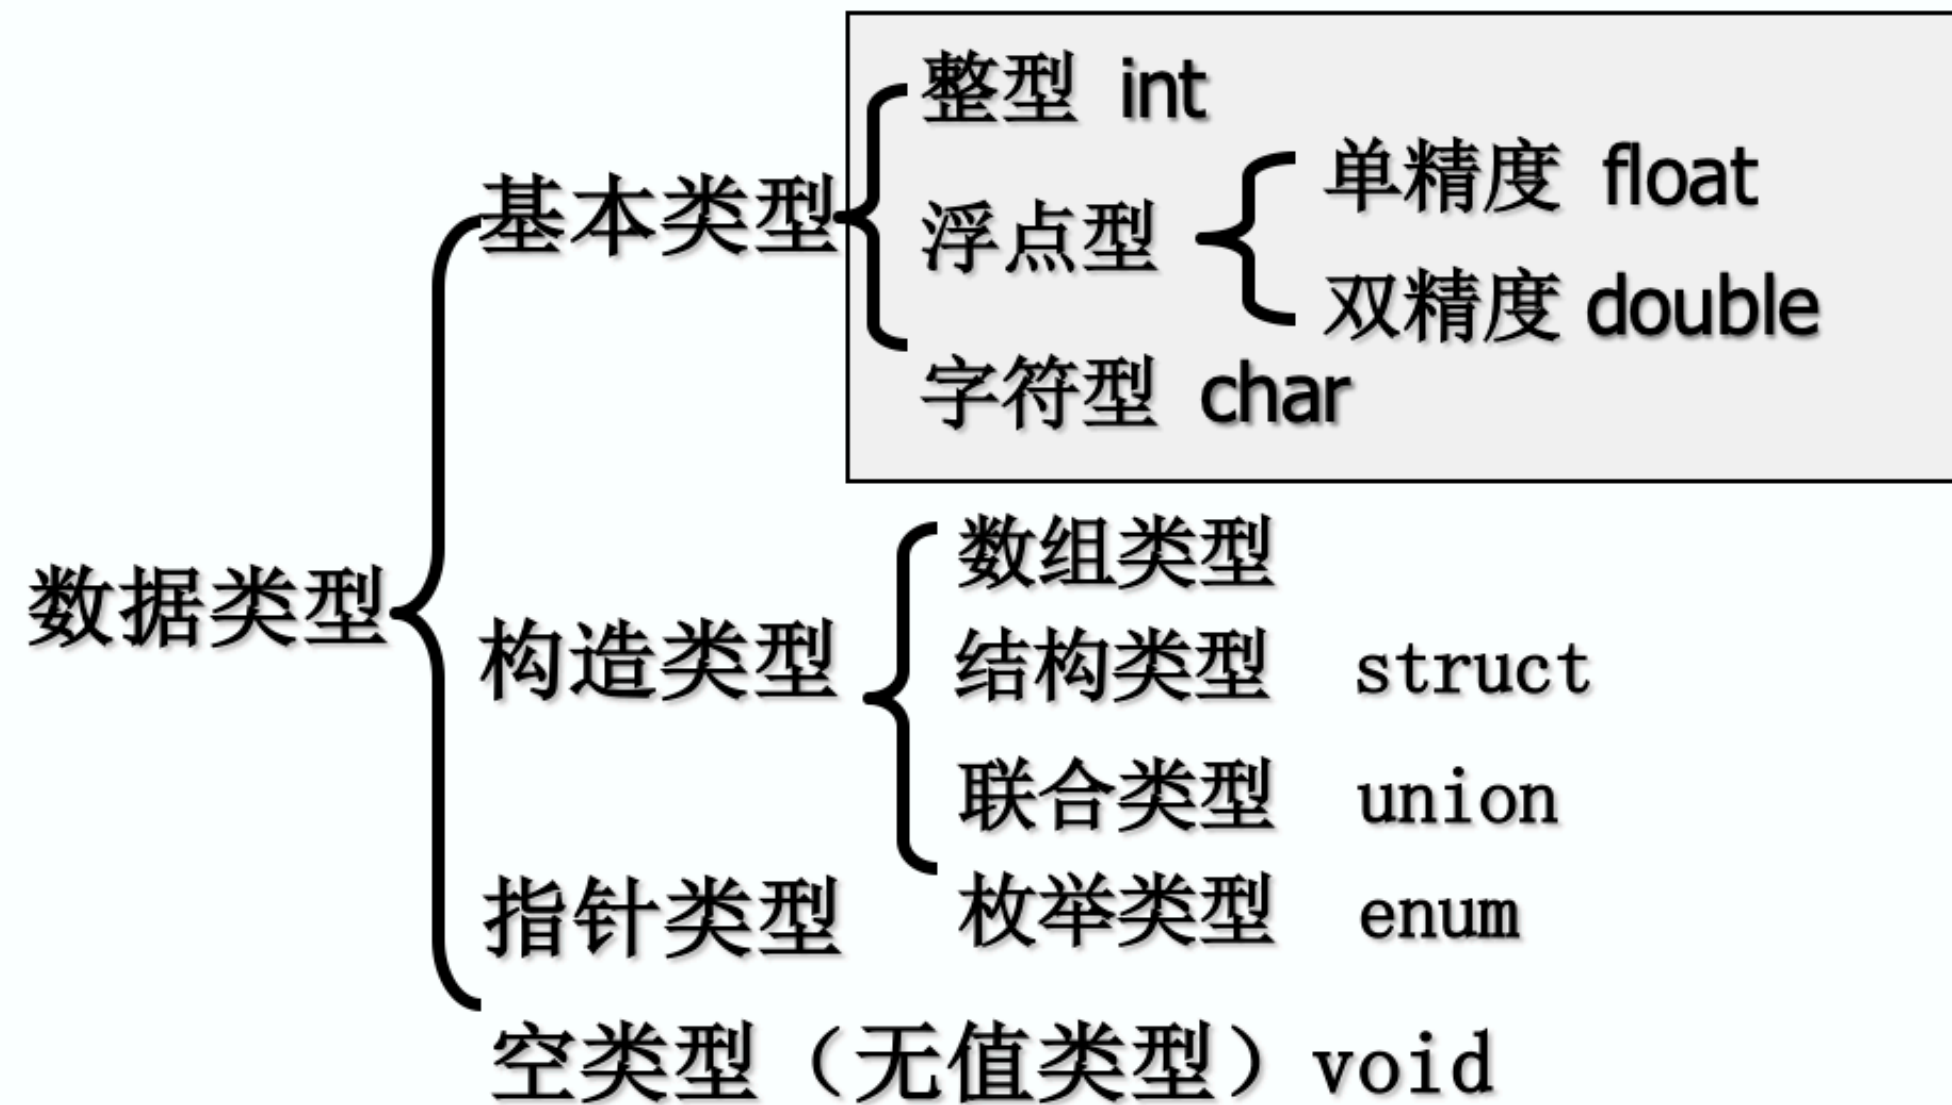 整型 int
单精度 float
基本类型
浮点型
双精度 double
字符型 char
数组类型
数据类型
构造类型
结构类型 struct
联合类型 union
指针类型
枚举类型 enum
空类型（无值类型）void